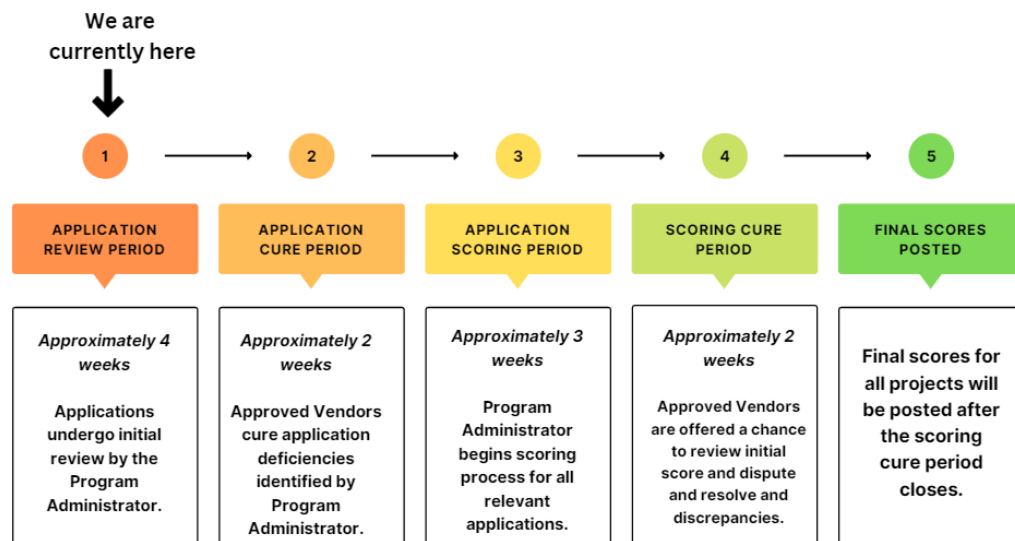 We are
currently here
1
2
3
4
5
APPLICATION
REVIEW PERIOD
APPLICATION
CURE PERIOD
APPLICATION
SCORING PERIOD
SCORING CURE
PERIOD
FINAL SCORES
POSTED
Approximately 4
weeks
Applications
undergo initial
review by the
Program
Administrator.
Approximately 2
weeks
Approved Vendors
cure application
deficiencies
identified by
Program
Administrator.
Approximately 3
weeks
Program
Administrator
begins scoring
process for all
relevant
applications.
Approximately 2
weeks
Approved Vendors
are offered a chance
to review initial
score and dispute
and resolve and
discrepancies.
Final scores for
all projects will
be posted after
the scoring
cure period
closes.